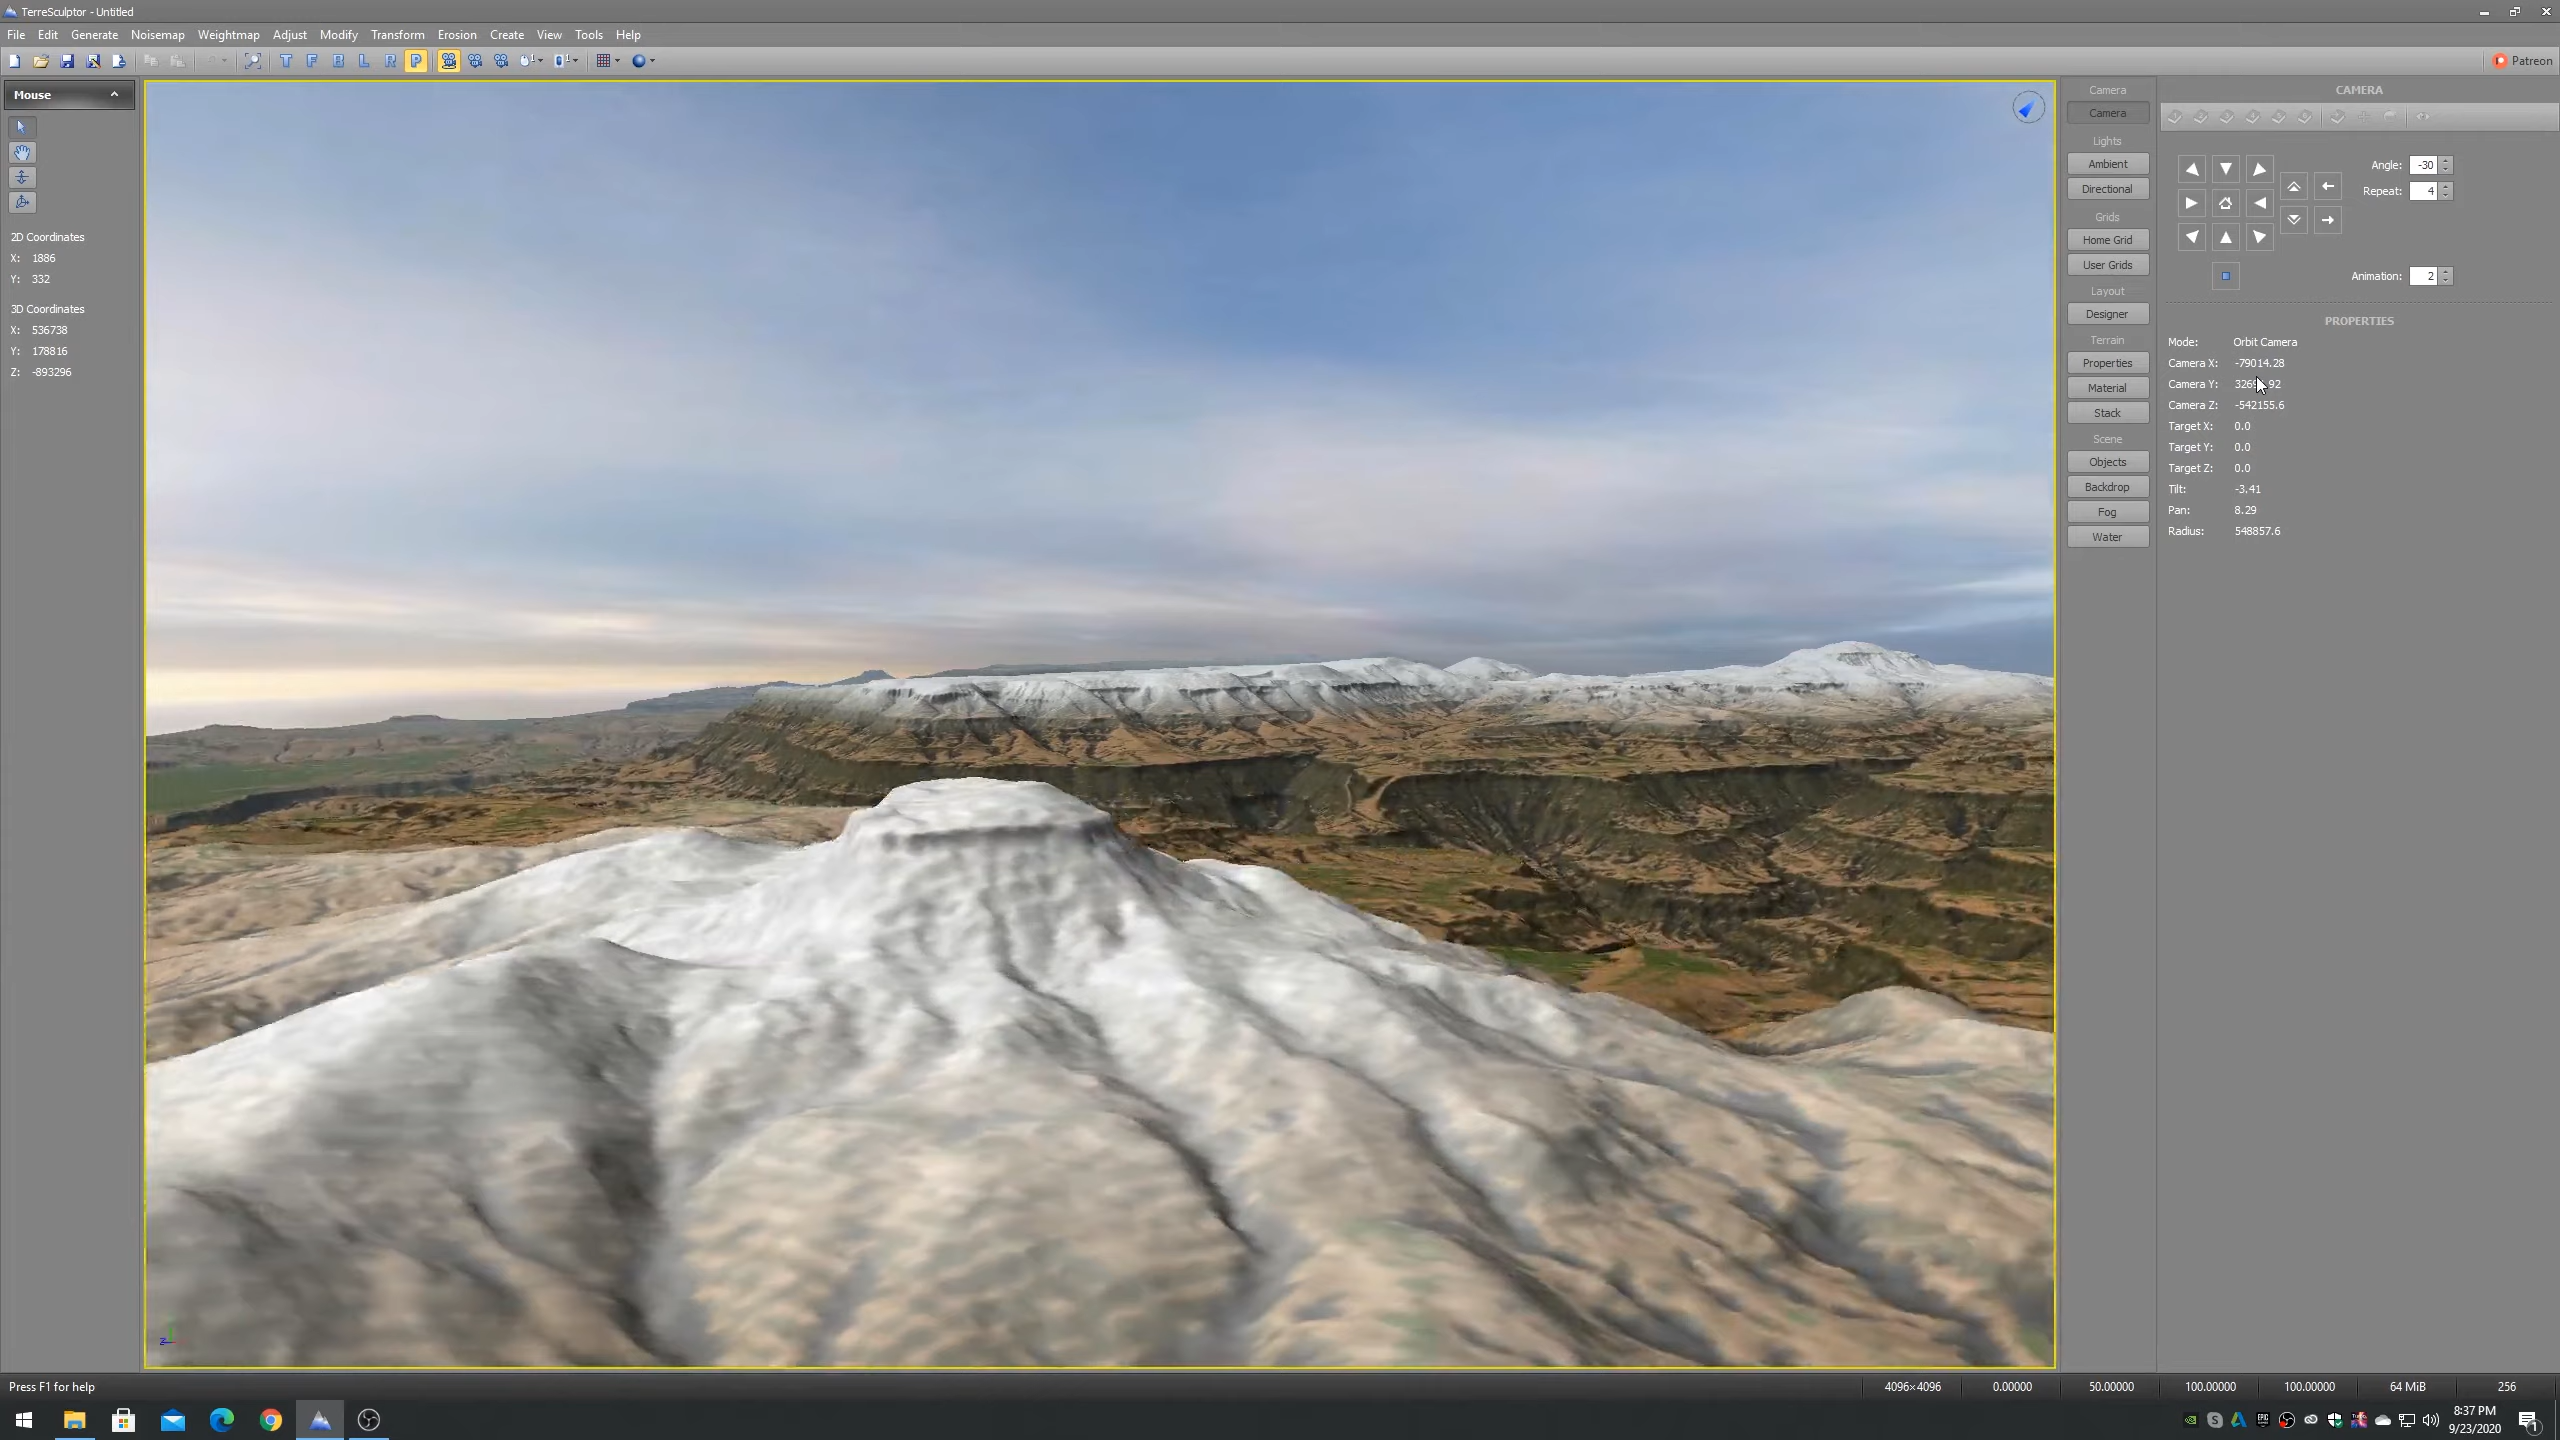 TerreSculptor - Untitled
File Edit Generate Noisemap Weightmap Adjust Modify Transform Erosion Create View Tools Help
T F B L R P
Patreon
Mouse
2D Coordinates
X: 1886
Y: 332
3D Coordinates
X: 536738
Y: 178816
Z: -893296
Camera
Camera
Lights
Ambient
Directional
Grids
Home Grid
User Grids
Layout
Designer
Terrain
Properties
Material
Stack
Scene
Objects
Backdrop
Fog
Water
CAMERA
Angle: -30
Repeat: 4
Animation: 2
PROPERTIES
Mode: Orbit Camera
Camera X: -79014.28
Camera Y:
Camera Z: -542155.6
Target X: 0.0
Target Y: 0.0
Target Z: 0.0
Tilt: -3.41
Pan: 8.29
Radius: 548857.6
Z
Press F1 for help
4096×4096 0.00000 50.00000 100.00000 100.00000 64 MiB 256
8:37 PM
9/23/2020
1